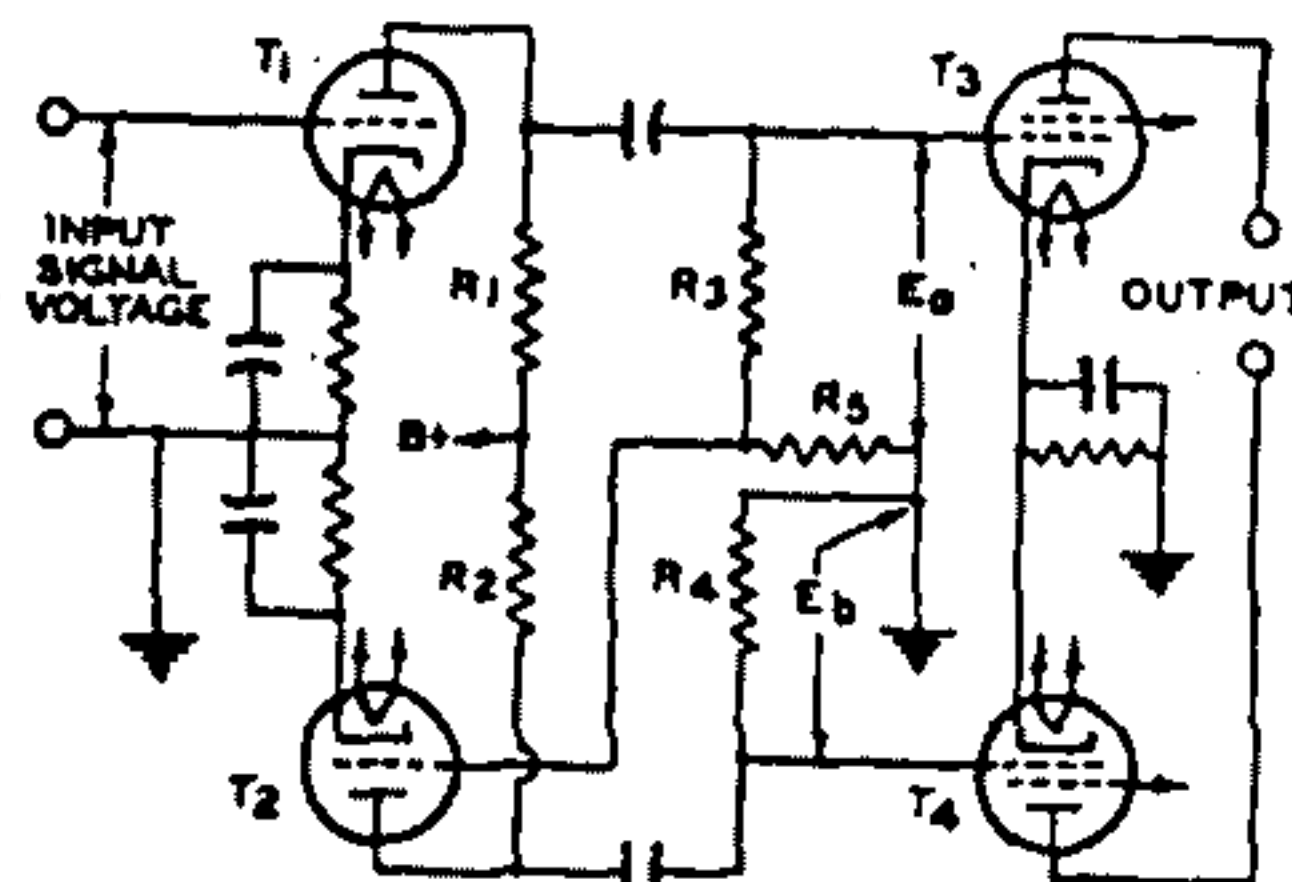 T1
T3
INPUT
SIGNAL
VOLTAGE
R1
R3
Ea
OUTPUT
B+
R5
R2
R4
Eb
T2
T4